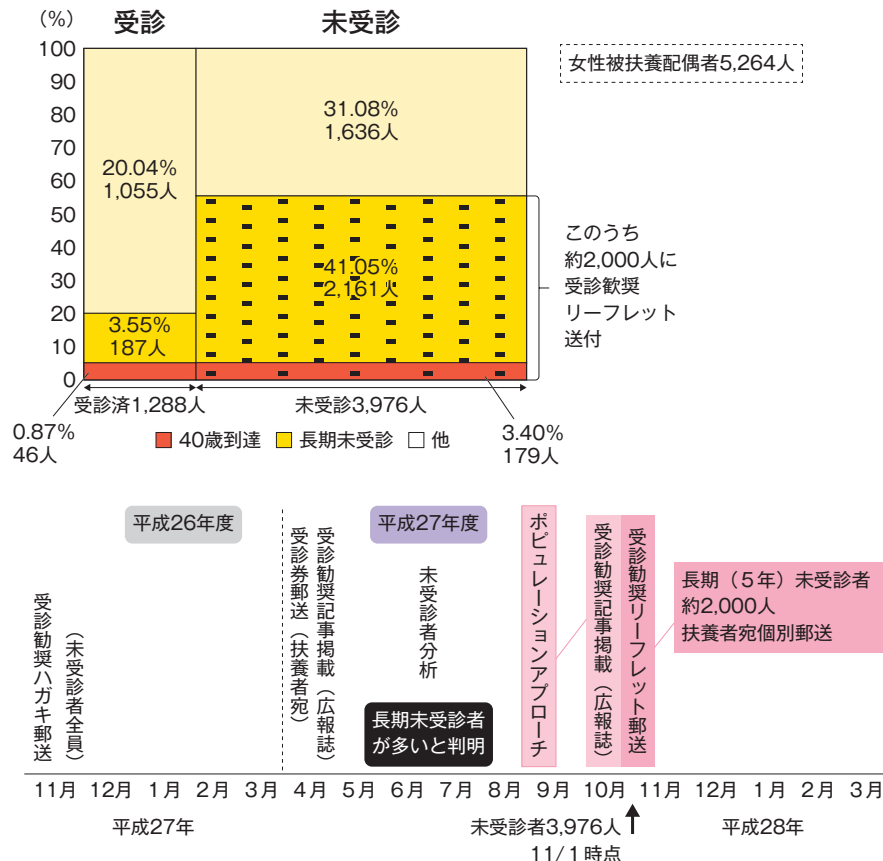 (%)
受診
未受診
女性被扶養配偶者5,264人
100
90
80
70
60
50
40
30
20
10
0
20.04%
1,055人
31.08%
1,636人
3.55%
187人
41.05%
2,161人
このうち
約2,000人に
受診歓奨
リーフレット
送付
受診済1,288人
未受診3,976人
0.87%
46人
3.40%
179人
40歳到達
長期未受診
他
平成26年度
平成27年度
受診勧奨ハガキ郵送
（未受診者全員）
受診券郵送（扶養者宛）
受診勧奨記事掲載（広報誌）
未受診者分析
長期未受診者
が多いと判明
ポピュレーションアプローチ
受診勧奨記事掲載（広報誌）
受診勧奨リーフレット郵送
長期（５年）未受診者
約2,000人
扶養者宛個別郵送
11月 12月 1月 2月 3月 4月 5月 6月 7月 8月 9月 10月 11月 12月 1月 2月 3月
平成27年
未受診者3,976人
11/１時点
平成28年